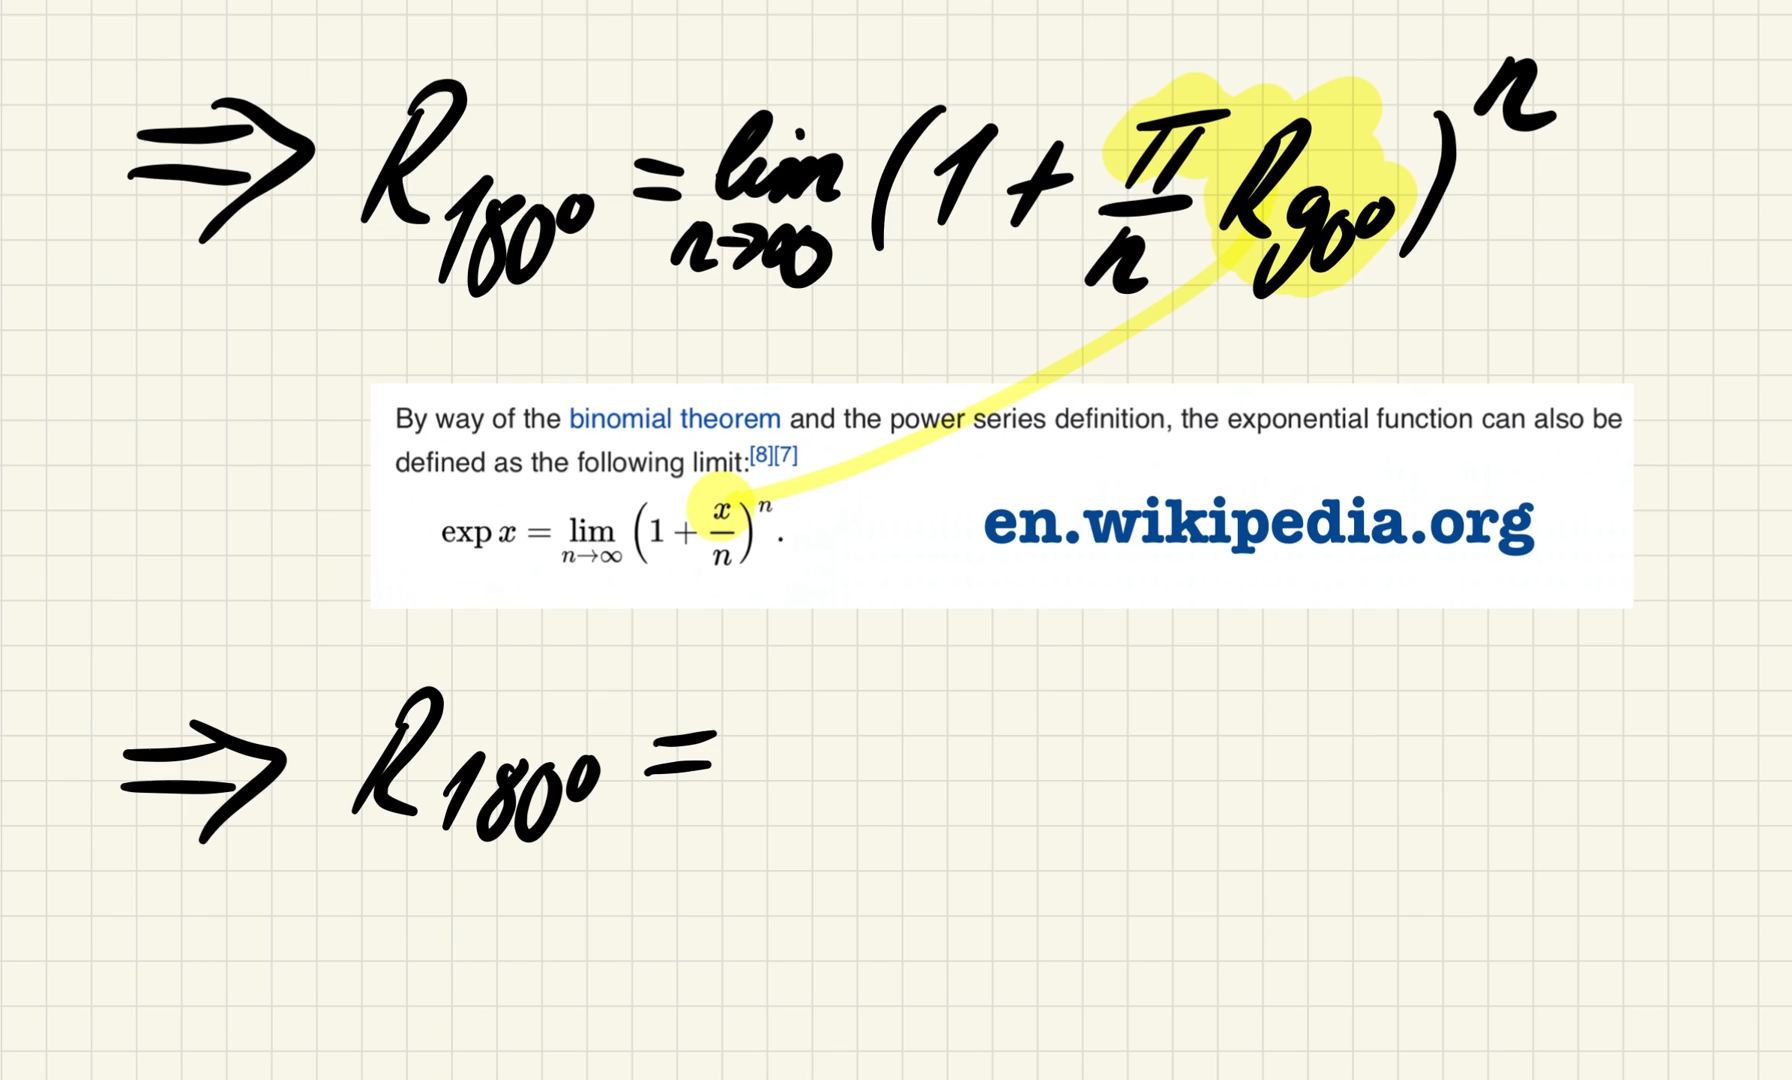 ⇒ R₁₈₀° = lim (1 + π/n R₉₀°)ⁿ
n→∞
By way of the binomial theorem and the power series definition, the exponential function can also be
defined as the following limit:[8][7]
exp x = lim (1 + x/n)ⁿ.
n→∞
en.wikipedia.org
⇒ R₁₈₀° =